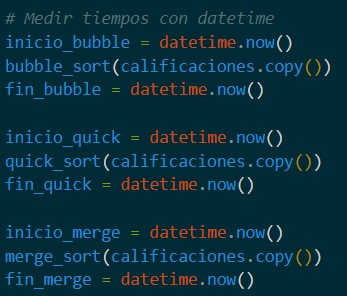 # Medir tiempos con datetime
inicio_bubble = datetime.now()
bubble_sort(calificaciones.copy())
fin_bubble = datetime.now()
inicio_quick = datetime.now()
quick_sort(calificaciones.copy())
fin_quick = datetime.now()
inicio_merge = datetime.now()
merge_sort(calificaciones.copy())
fin_merge = datetime.now()